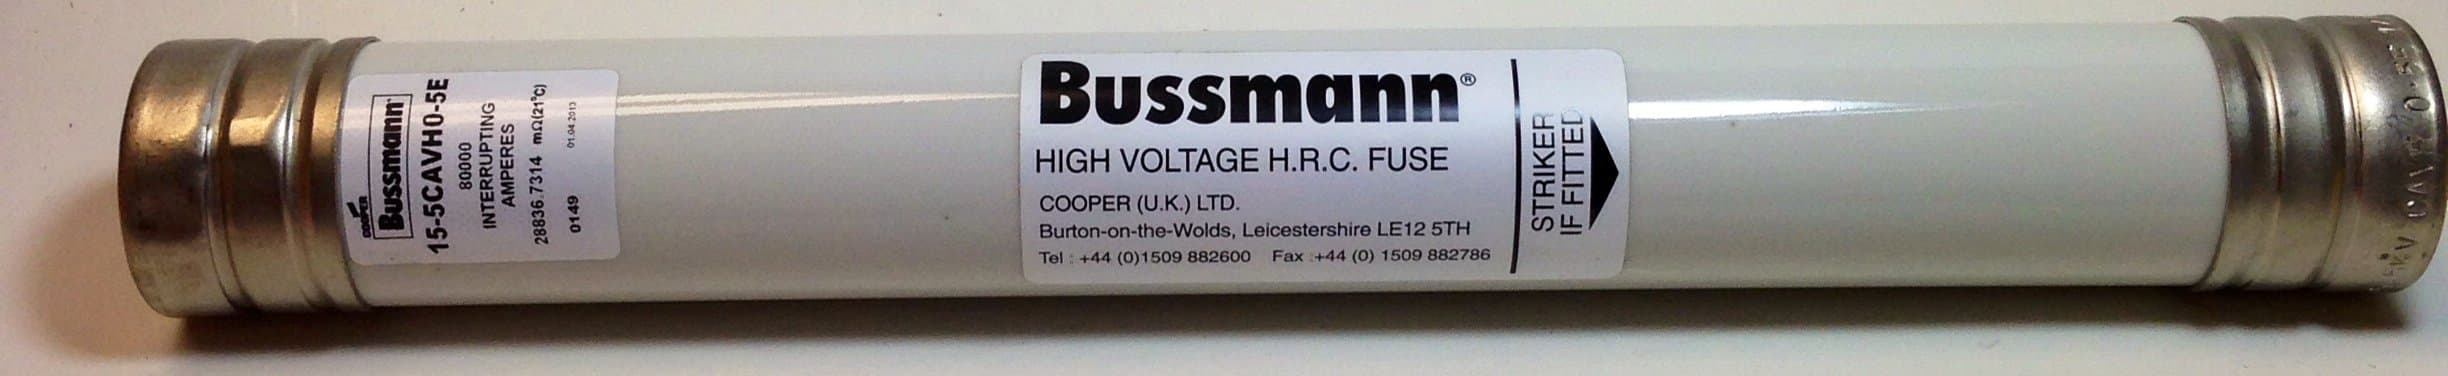 COOPER
Bussmann
15-5CAVH0-5E
80000
INTERRUPTING
AMPERES
28836.7314 mΩ(21°C)
0149 01.04.2013
Bussmann®
HIGH VOLTAGE H.R.C. FUSE
COOPER (U.K.) LTD.
Burton-on-the-Wolds, Leicestershire LE12 5TH
Tel : +44 (0)1509 882600 Fax :+44 (0) 1509 882786
STRIKER
IF FITTED